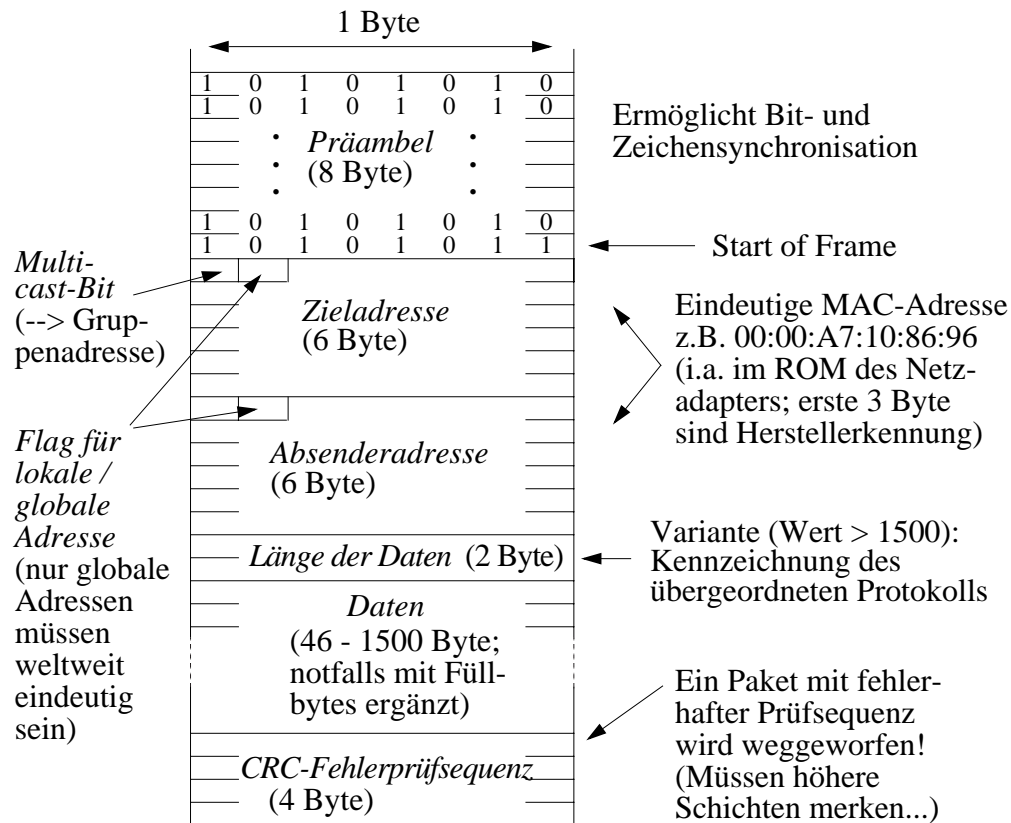 1 Byte
1 0 1 0 1 0 1 0
1 0 1 0 1 0 1 0
Präambel
(8 Byte)
1 0 1 0 1 0 1 0
1 0 1 0 1 0 1 1
Ermöglicht Bit- und
Zeichensynchronisation
Start of Frame
Multi-
cast-Bit
(--> Grup-
penadresse)
Zieladresse
(6 Byte)
Eindeutige MAC-Adresse
z.B. 00:00:A7:10:86:96
(i.a. im ROM des Netz-
adapters; erste 3 Byte
sind Herstellerkennung)
Flag für
lokale /
globale
Adresse
(nur globale
Adressen
müssen
weltweit
eindeutig
sein)
Absenderadresse
(6 Byte)
Länge der Daten (2 Byte)
Variante (Wert > 1500):
Kennzeichnung des
übergeordneten Protokolls
Daten
(46 - 1500 Byte;
notfalls mit Füll-
bytes ergänzt)
Ein Paket mit fehler-
hafter Prüfsequenz
wird weggeworfen!
(Müssen höhere
Schichten merken...)
CRC-Fehlerprüfsequenz
(4 Byte)